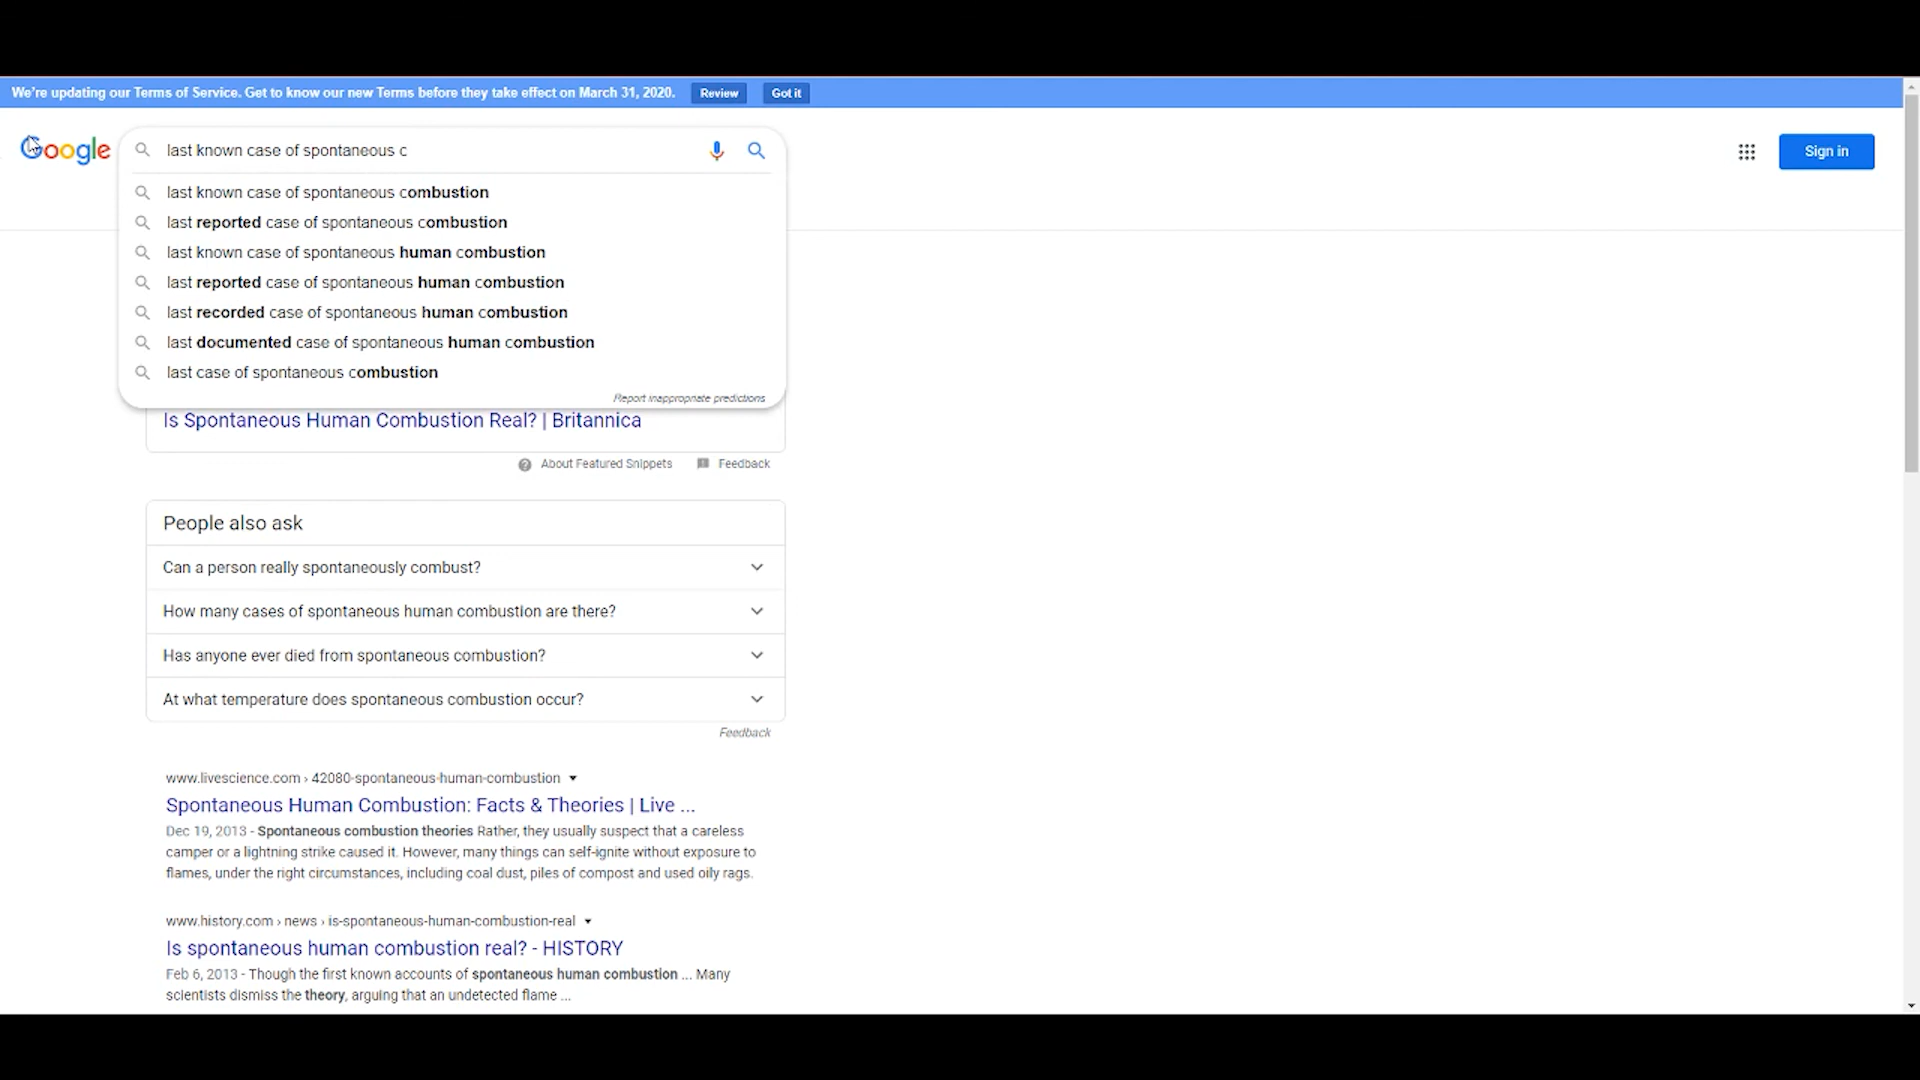 We're updating our Terms of Service. Get to know our new Terms before they take effect on March 31, 2020. Review Got it
Google
last known case of spontaneous c
Sign in
last known case of spontaneous combustion
last reported case of spontaneous combustion
last known case of spontaneous human combustion
last reported case of spontaneous human combustion
last recorded case of spontaneous human combustion
last documented case of spontaneous human combustion
last case of spontaneous combustion
Report inappropriate predictions
Is Spontaneous Human Combustion Real? | Britannica
About Featured Snippets Feedback
People also ask
Can a person really spontaneously combust?
How many cases of spontaneous human combustion are there?
Has anyone ever died from spontaneous combustion?
At what temperature does spontaneous combustion occur?
Feedback
www.livescience.com › 42080-spontaneous-human-combustion
Spontaneous Human Combustion: Facts & Theories | Live ...
Dec 19, 2013 - Spontaneous combustion theories Rather, they usually suspect that a careless
camper or a lightning strike caused it. However, many things can self-ignite without exposure to
flames, under the right circumstances, including coal dust, piles of compost and used oily rags.
www.history.com › news › is-spontaneous-human-combustion-real
Is spontaneous human combustion real? - HISTORY
Feb 6, 2013 - Though the first known accounts of spontaneous human combustion ... Many
scientists dismiss the theory, arguing that an undetected flame ...